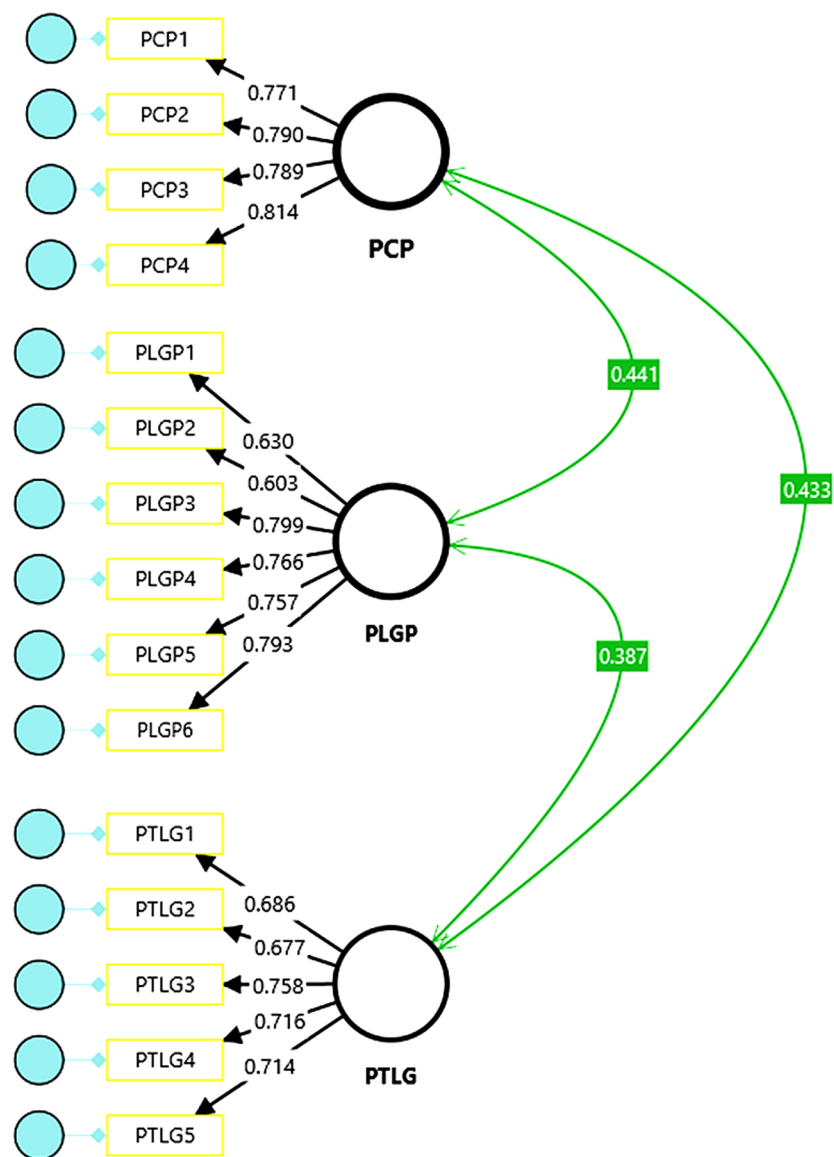 PCP1
0.771
PCP2
0.790
PCP3
0.789
0.814
PCP4
PCP
PLGP1
0.441
PLGP2
0.630
0.603
PLGP3
0.433
0.799
PLGP4
0.766
0.757
PLGP
PLGP5
0.793
0.387
PLGP6
PTLG1
0.686
PTLG2
0.677
PTLG3
0.758
0.716
PTLG4
0.714
PTLG
PTLG5